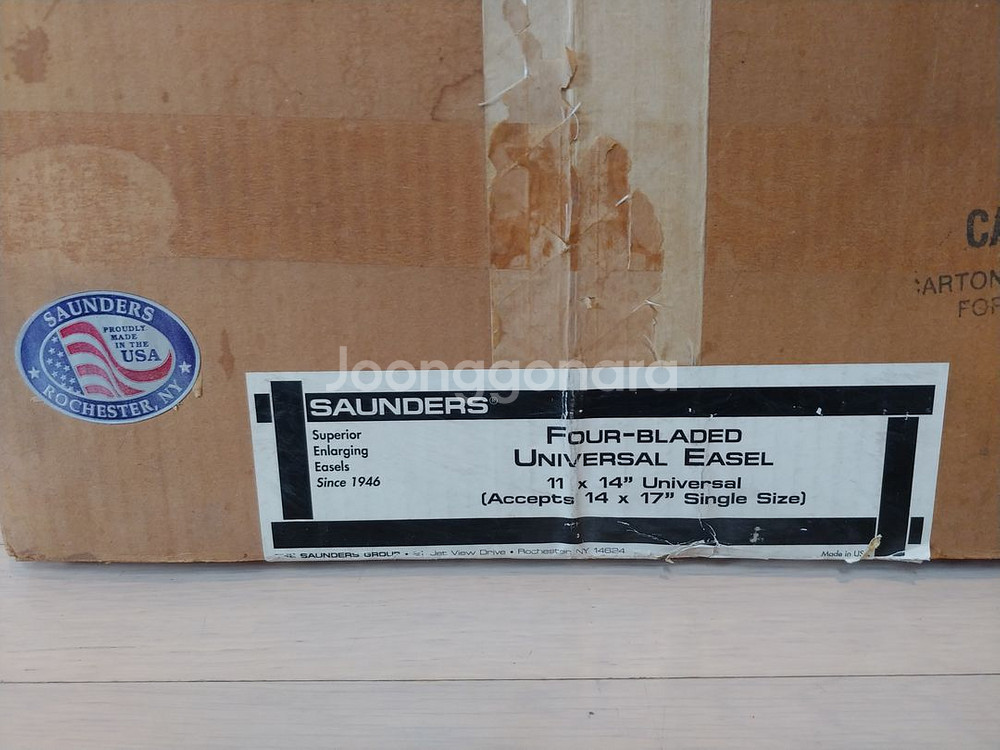 CA
CARTON
FOR
SAUNDERS
PROUDLY
MADE
IN THE
USA
ROCHESTER, NY
Joonggonara
SAUNDERS®
Superior
Enlarging
Easels
Since 1946
FOUR-BLADED
UNIVERSAL EASEL
11 x 14" Universal
(Accepts 14 x 17" Single Size)
SAUNDERS GROUP • Jet View Drive • Rochester NY 14624
Made in US